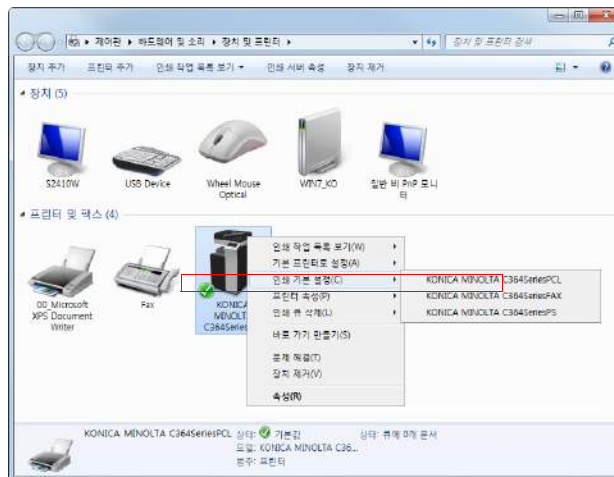 제어판 ▸ 하드웨어 및 소리 ▸ 장치 및 프린터 ▸
장치 및 프린터 검색
장치 추가 프린터 추가 인쇄 작업 목록 보기 ▾ 인쇄 서버 속성 장치 제거
장치 (5)
S2410W
USB Device
Wheel Mouse
Optical
WIN7_KO
일반 비 PnP 모니
터
프린터 및 팩스 (4)
00_Microsoft
XPS Document
Writer
Fax
KONICA
MINOLT
C364Series
인쇄 작업 목록 보기(W)
기본 프린터로 설정(A)
인쇄 기본 설정(C)
프린터 속성(P)
인쇄 큐 삭제(L)
바로 가기 만들기(S)
문제 해결(T)
장치 제거(V)
속성(R)
KONICA MINOLTA C364SeriesPCL
KONICA MINOLTA C364SeriesFAX
KONICA MINOLTA C364SeriesPS
KONICA MINOLTA C364SeriesPCL 상태: 기본값 상태: 큐에 0개 문서
모델: KONICA MINOLTA C36...
범주: 프린터